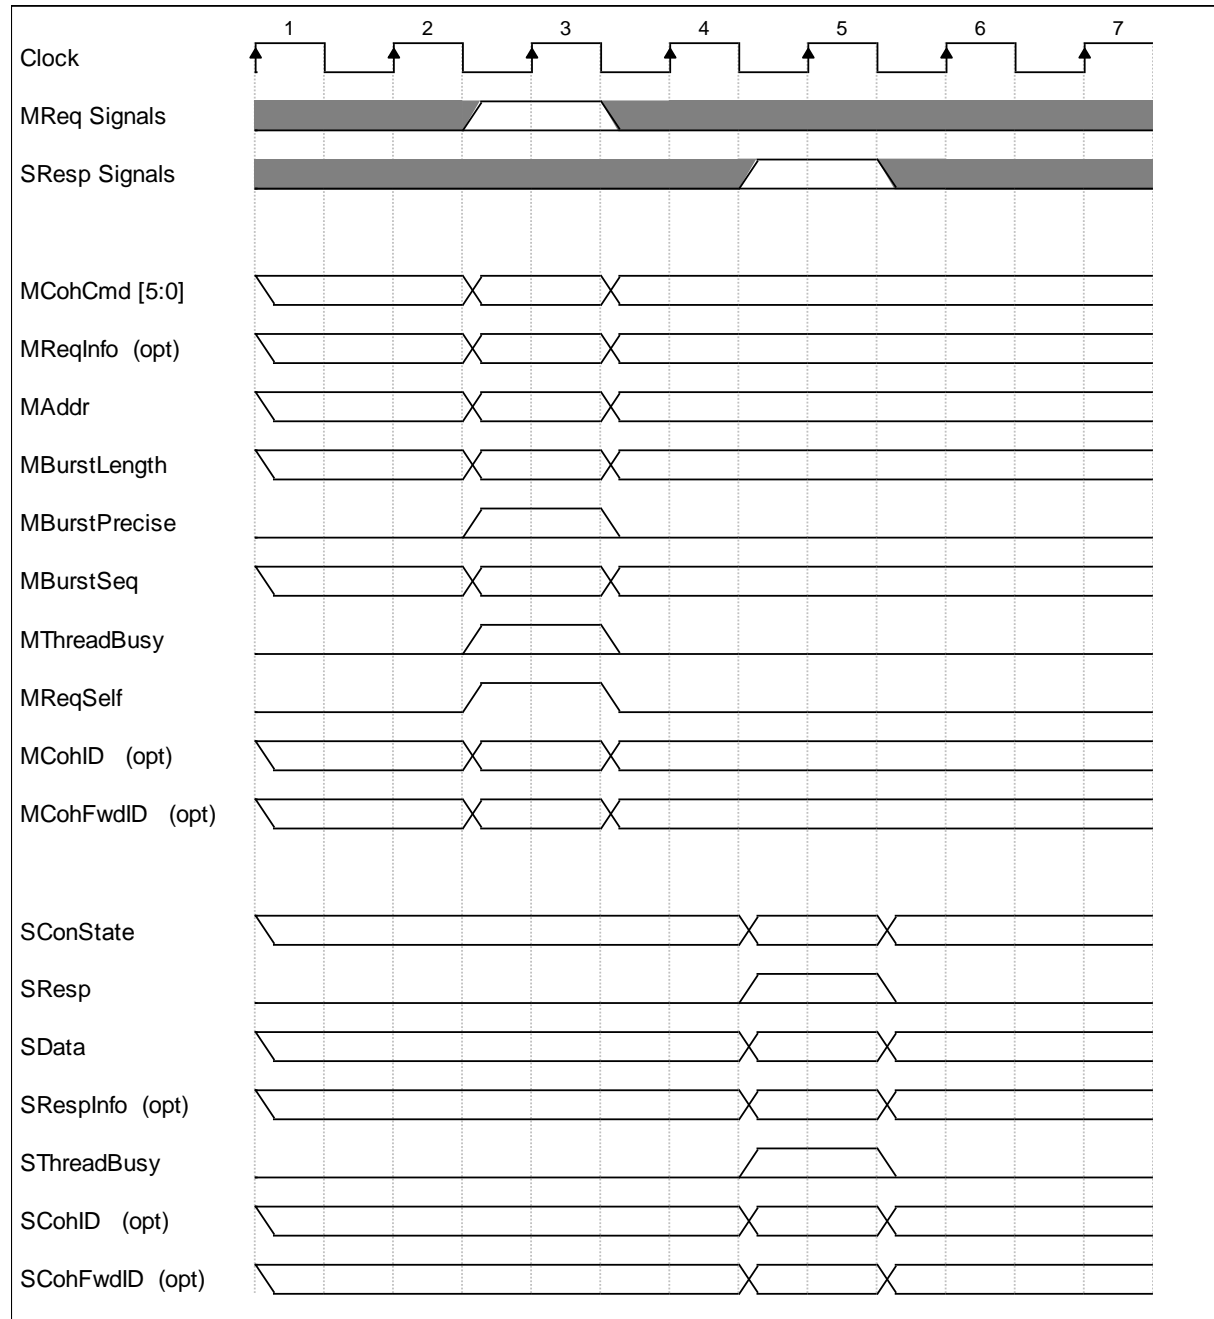 1 2 3 4 5 6 7
Clock
MReq Signals
SResp Signals
MCohCmd [5:0]
MReqInfo (opt)
MAddr
MBurstLength
MBurstPrecise
MBurstSeq
MThreadBusy
MReqSelf
MCohID (opt)
MCohFwdID (opt)
SConState
SResp
SData
SRespInfo (opt)
SThreadBusy
SCohID (opt)
SCohFwdID (opt)